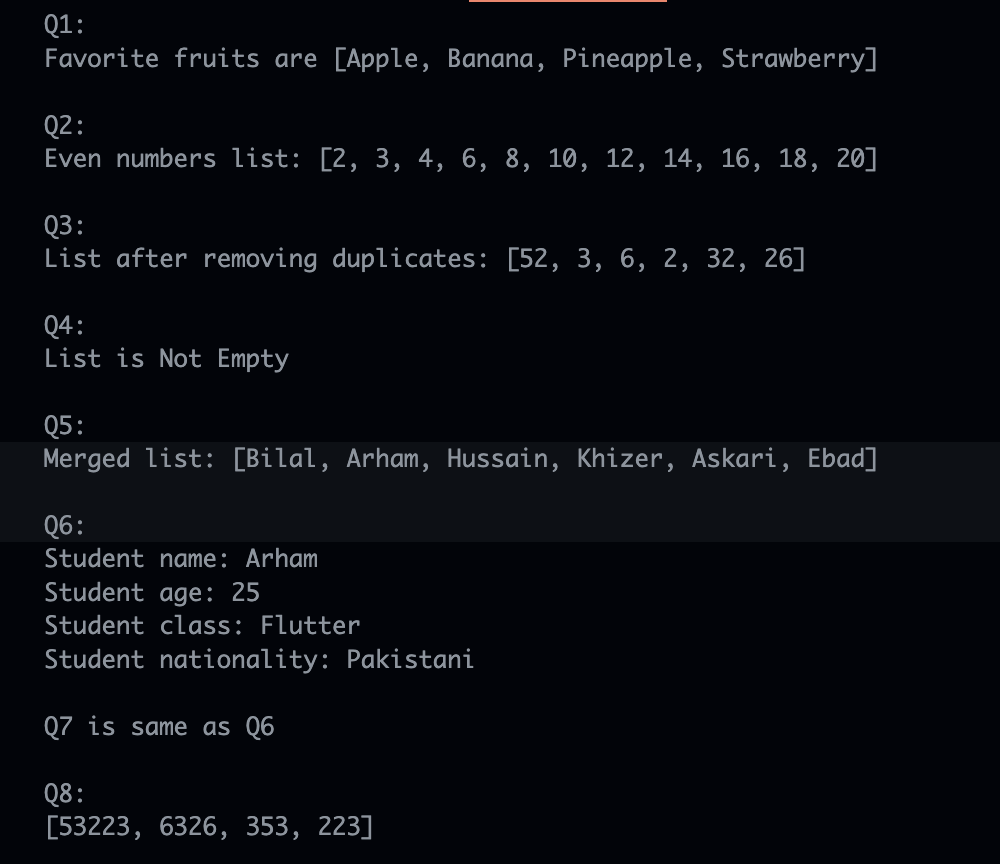 Q1:
Favorite fruits are [Apple, Banana, Pineapple, Strawberry]
Q2:
Even numbers list: [2, 3, 4, 6, 8, 10, 12, 14, 16, 18, 20]
Q3:
List after removing duplicates: [52, 3, 6, 2, 32, 26]
Q4:
List is Not Empty
Q5:
Merged list: [Bilal, Arham, Hussain, Khizer, Askari, Ebad]
Q6:
Student name: Arham
Student age: 25
Student class: Flutter
Student nationality: Pakistani
Q7 is same as Q6
Q8:
[53223, 6326, 353, 223]